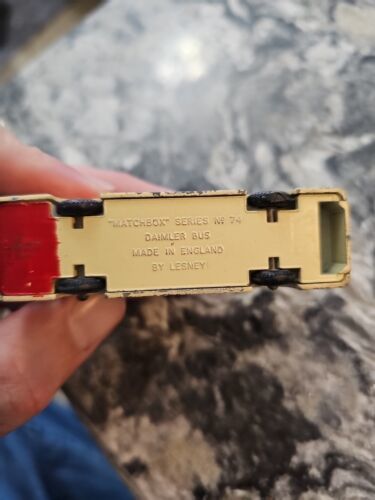 "MATCHBOX" SERIES Nº 74
DAIMLER BUS
MADE IN ENGLAND
BY LESNEY